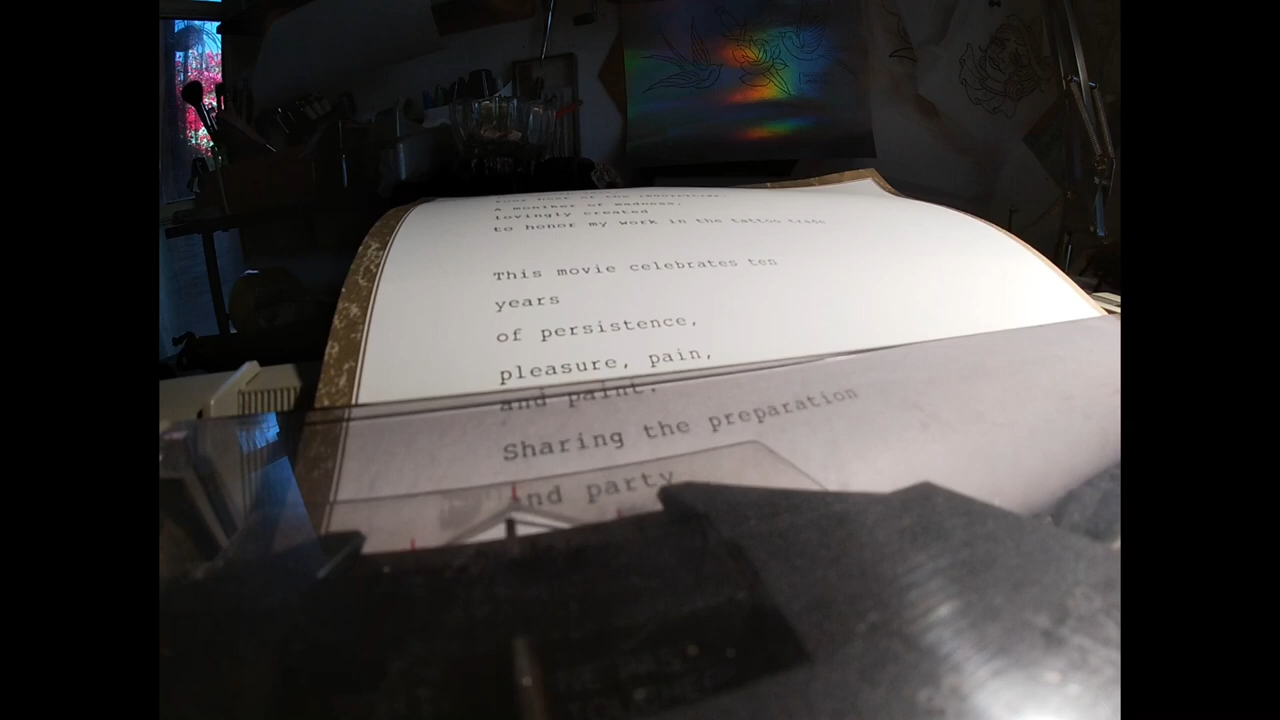 A moniker of madness,
lovingly created
to honor my work in the tattoo trade
This movie celebrates ten
years
of persistence,
pleasure, pain,
and paint.
Sharing the preparation
and party